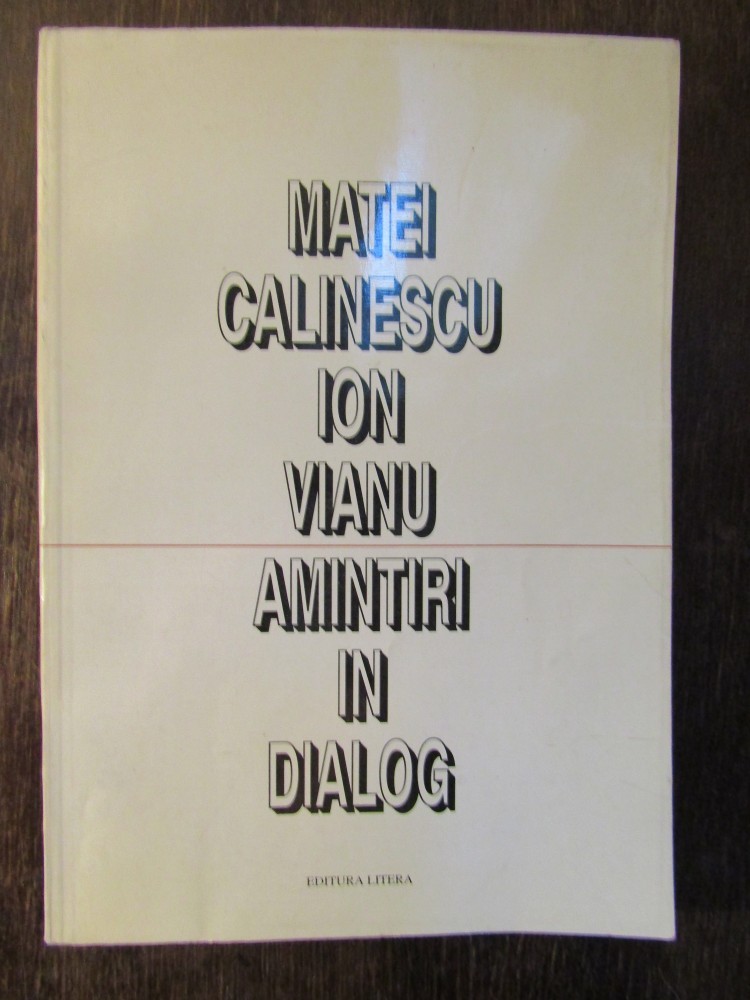 MATEI
CALINESCU
ION
VIANU
AMINTIRI
IN
DIALOG
EDITURA LITERA